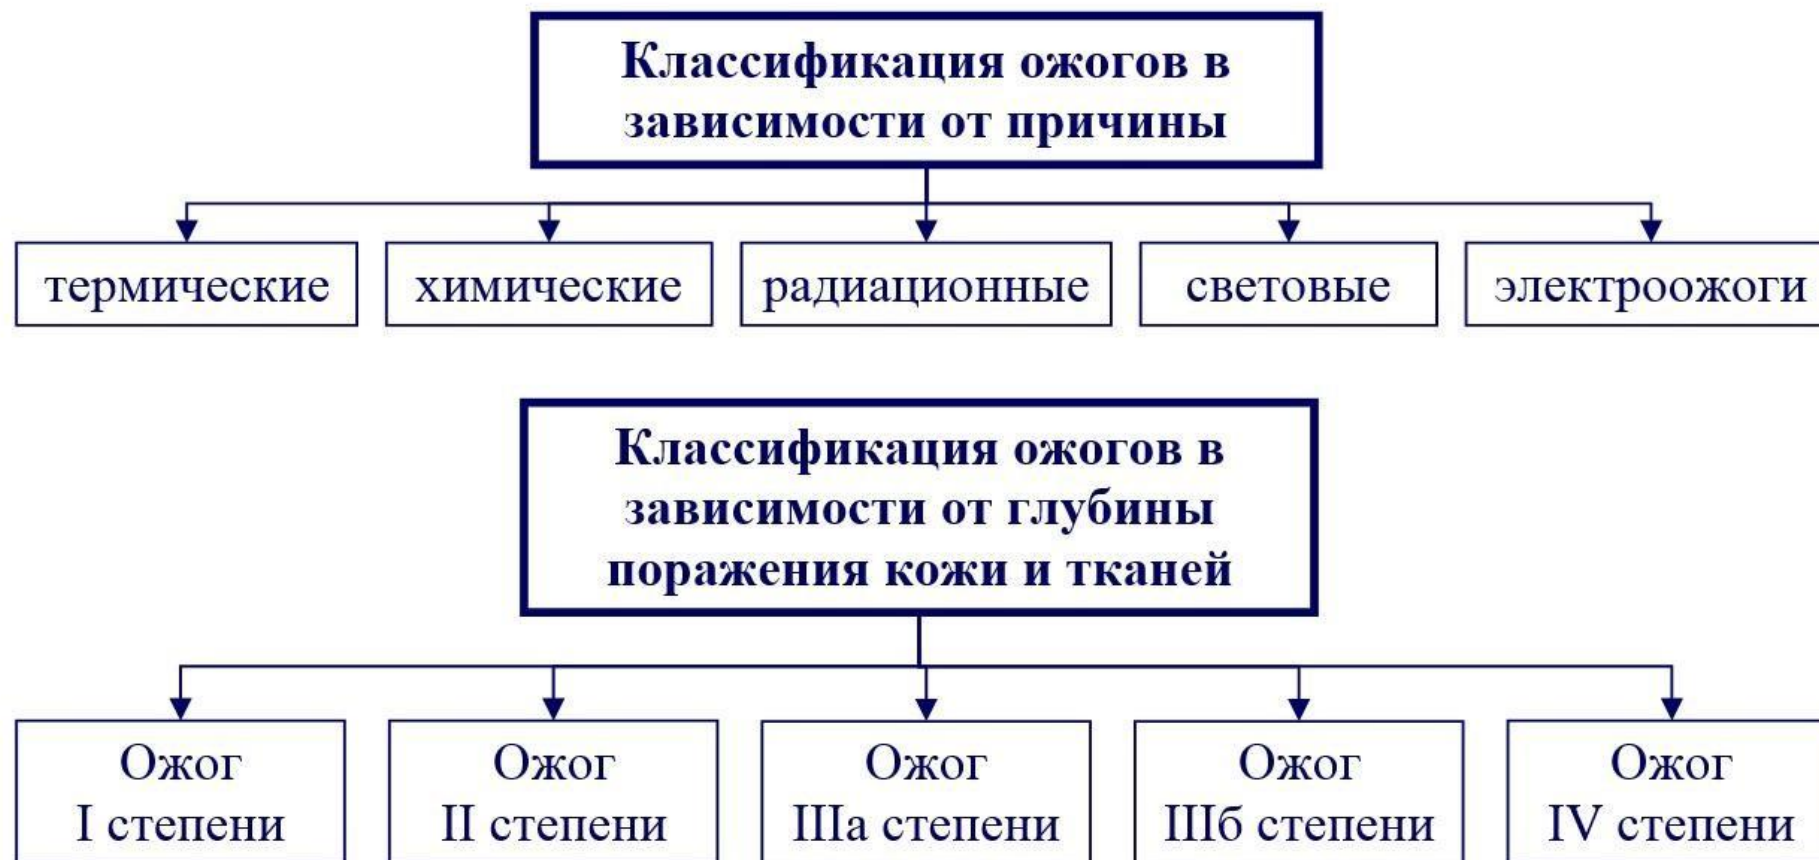 Классификация ожогов в
зависимости от причины
термические
химические
радиационные
световые
электроожоги
Классификация ожогов в
зависимости от глубины
поражения кожи и тканей
Ожог
I степени
Ожог
II степени
Ожог
IIIа степени
Ожог
IIIб степени
Ожог
IV степени